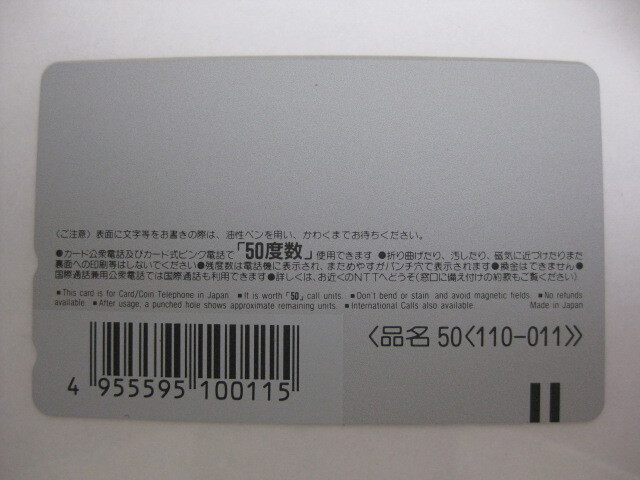 〈ご注意〉表面に文字等をお書きの際は、油性ペンを用い、かわくまでお待ちください。
●カード公衆電話及びカード式ピンク電話で「50度数」使用できます ●折り曲げたり、汚したり、磁気に近づけたりまた
裏面への印刷等はしないでください●残度数は電話機に表示され、まためやすがパンチ穴で表示されます●換金はできません●
国際通話兼用公衆電話では国際通話も利用できます●詳しくは、お近くのNTTへどうぞ(窓口に備え付けの約款もご覧ください)
■This card is for Card/Coin Telephone in Japan. ■It is worth「50」call units. ■Don't bend or stain and avoid magnetic fields. ■No refunds
available ■After usage, a punched hole shows approximate remaining units. ■International Calls also available Made in Japan
〈品名 50〈110-011〉〉
4 955595 100115